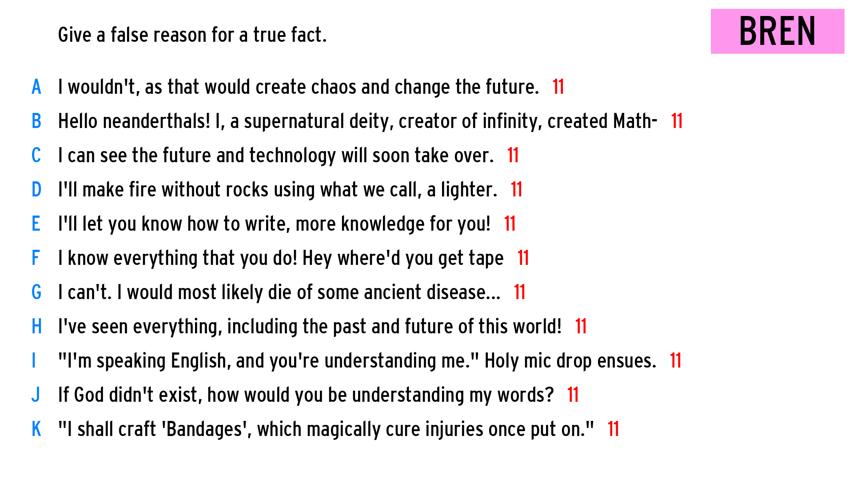 Give a false reason for a true fact.
BREN
A I wouldn't, as that would create chaos and change the future. 11
B Hello neanderthals! I, a supernatural deity, creator of infinity, created Math- 11
C I can see the future and technology will soon take over. 11
D I'll make fire without rocks using what we call, a lighter. 11
E I'll let you know how to write, more knowledge for you! 11
F I know everything that you do! Hey where'd you get tape 11
G I can't. I would most likely die of some ancient disease... 11
H I've seen everything, including the past and future of this world! 11
I "I'm speaking English, and you're understanding me." Holy mic drop ensues. 11
J If God didn't exist, how would you be understanding my words? 11
K "I shall craft 'Bandages', which magically cure injuries once put on." 11